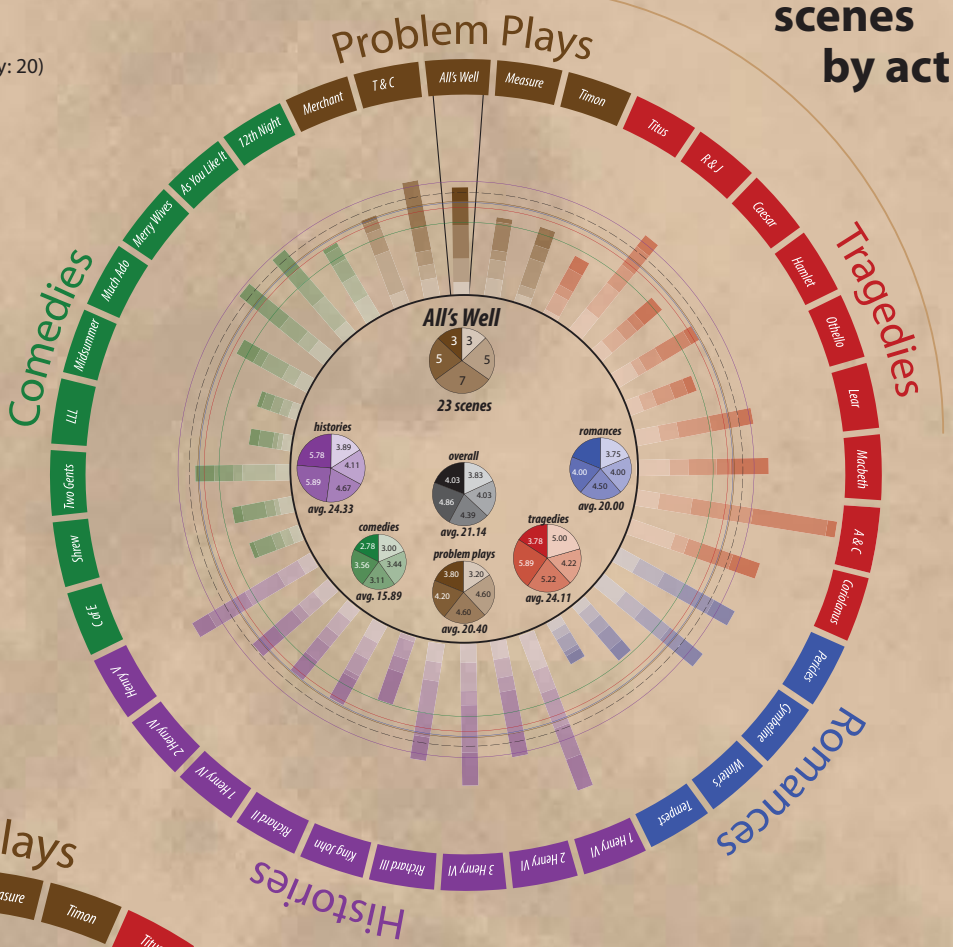 scenes
by act
y: 20)
Problem Plays
Merchant
T & C
All's Well
Measure
Timon
Tragedies
Titus
R & J
Caesar
Hamlet
Othello
Lear
Macbeth
A & C
Coriolanus
Romances
Pericles
Cymbeline
Winter's
Tempest
Histories
1 Henry VI
2 Henry VI
3 Henry VI
Richard III
King John
Richard II
1 Henry IV
2 Henry IV
Henry V
Comedies
C of E
Shrew
Two Gents
LLL
Midsummer
Much Ado
Merry Wives
As You Like It
12th Night
All's Well
3
3
5
7
5
23 scenes
histories
5.78
3.89
4.11
4.67
5.89
avg. 24.33
overall
4.03
3.83
4.03
4.39
4.86
avg. 21.14
romances
3.75
4.00
4.50
4.00
avg. 20.00
comedies
2.78
3.00
3.44
3.11
3.56
avg. 15.89
problem plays
3.80
3.20
4.60
4.60
4.20
avg. 20.40
tragedies
3.78
5.00
4.22
5.22
5.89
avg. 24.11
lays
asure
Timon
Titu